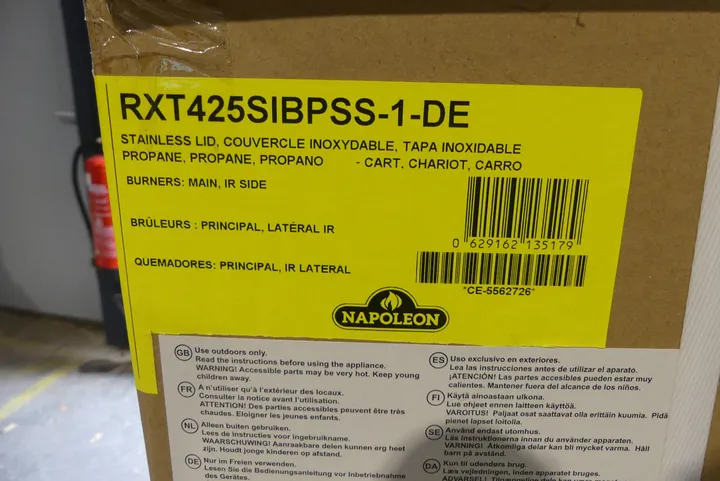 RXT425SIBPSS-1-DE
STAINLESS LID, COUVERCLE INOXYDABLE, TAPA INOXIDABLE
PROPANE, PROPANE, PROPANO - CART, CHARIOT, CARRO
BURNERS: MAIN, IR SIDE
BRÛLEURS : PRINCIPAL, LATÉRAL IR
QUEMADORES: PRINCIPAL, IR LATERAL
0 629162 135179
*CE-5562726*
NAPOLEON
GB Use outdoors only.
Read the instructions before using the appliance.
WARNING! Accessible parts may be very hot. Keep young
children away.
FR A n'utiliser qu'à l'extérieur des locaux.
Consulter la notice avant l'utilisation.
ATTENTION! Des parties accessibles peuvent être très
chaudes. Eloigner les jeunes enfants.
NL Alleen buiten gebruiken.
Lees de instructies voor ingebruikname.
WAARSCHUWING! Aanraakbare delen kunnen erg heet
zijn. Houdt jonge kinderen op afstand.
DE Nur im Freien verwenden.
Lesen Sie die Bedienungsanleitung vor Inbetriebnahme
des Gerätes.
ES Uso exclusivo en exteriores.
Lea las instrucciones antes de utilizar el aparato.
¡ATENCIÓN! Las partes accesibles pueden estar muy
calientes. Mantener fuera del alcance de los niños.
FI Käytä ainoastaan ulkona.
Lue ohjeet ennen laitteen käyttöä.
VAROITUS! Paljaat osat saattavat olla erittäin kuumia. Pidä
pienet lapset loitolla.
SE Använd endast utomhus.
Läs instruktionerna innan du använder apparaten.
VARNING! Åtkomliga delar kan bli mycket varma. Håll
barn på avstånd.
DA Kun til udendørs brug.
Læs vejledningen, inden apparatet bruges.